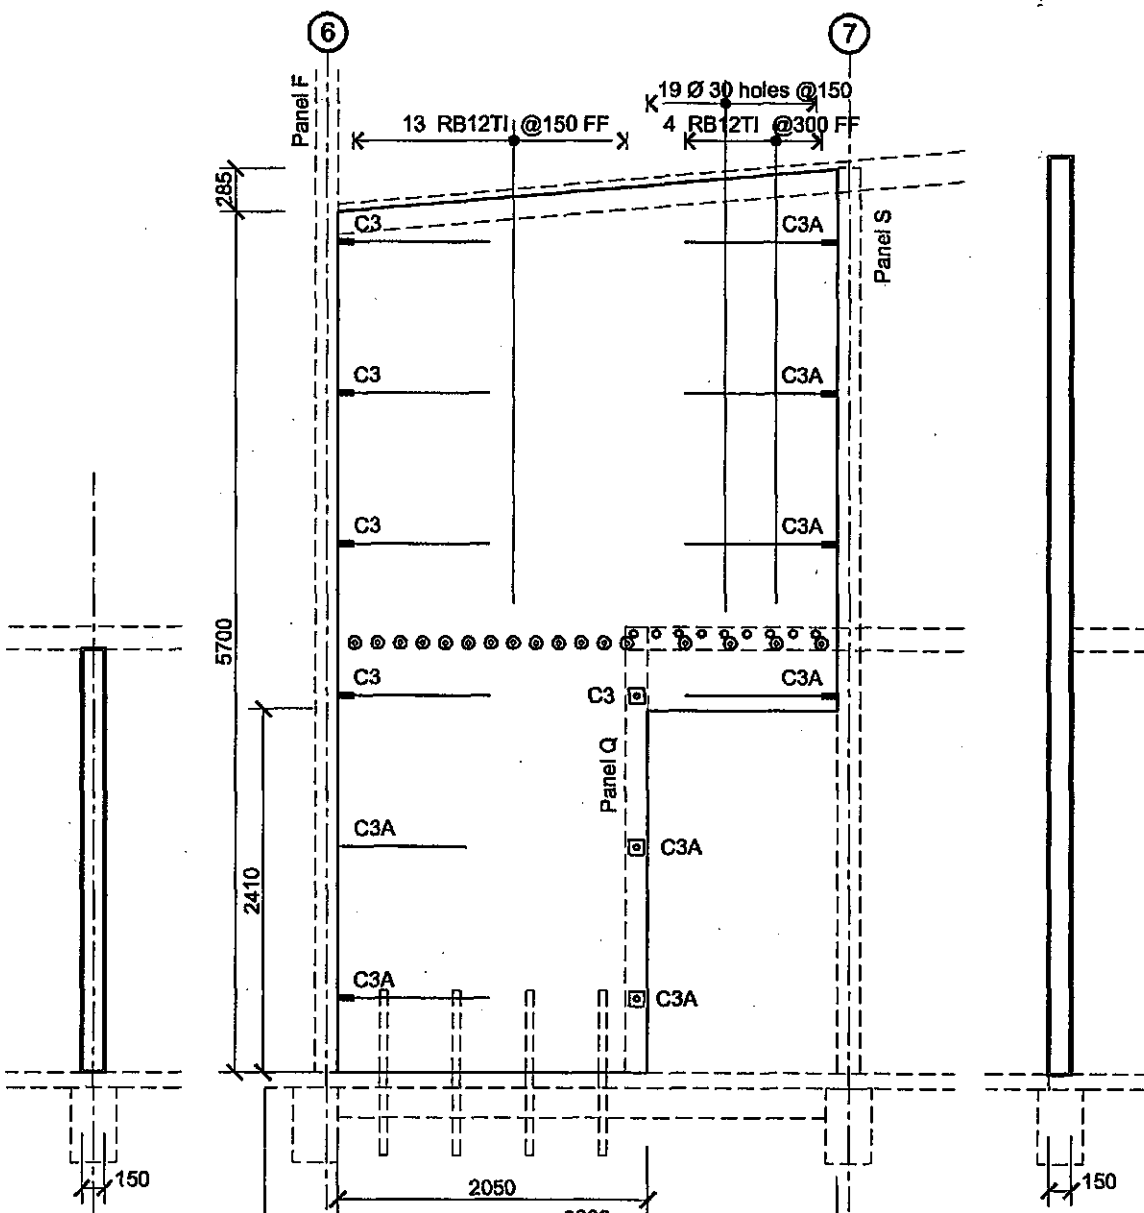 6
7
Panel F
19 Ø 30 holes @150
13 RB12TI @150 FF
4 RB12TI @300 FF
285
C3
C3A
Panel S
C3
C3A
C3
C3A
5700
C3
C3
C3A
Panel Q
C3A
C3A
2410
C3A
C3A
150
2050
150